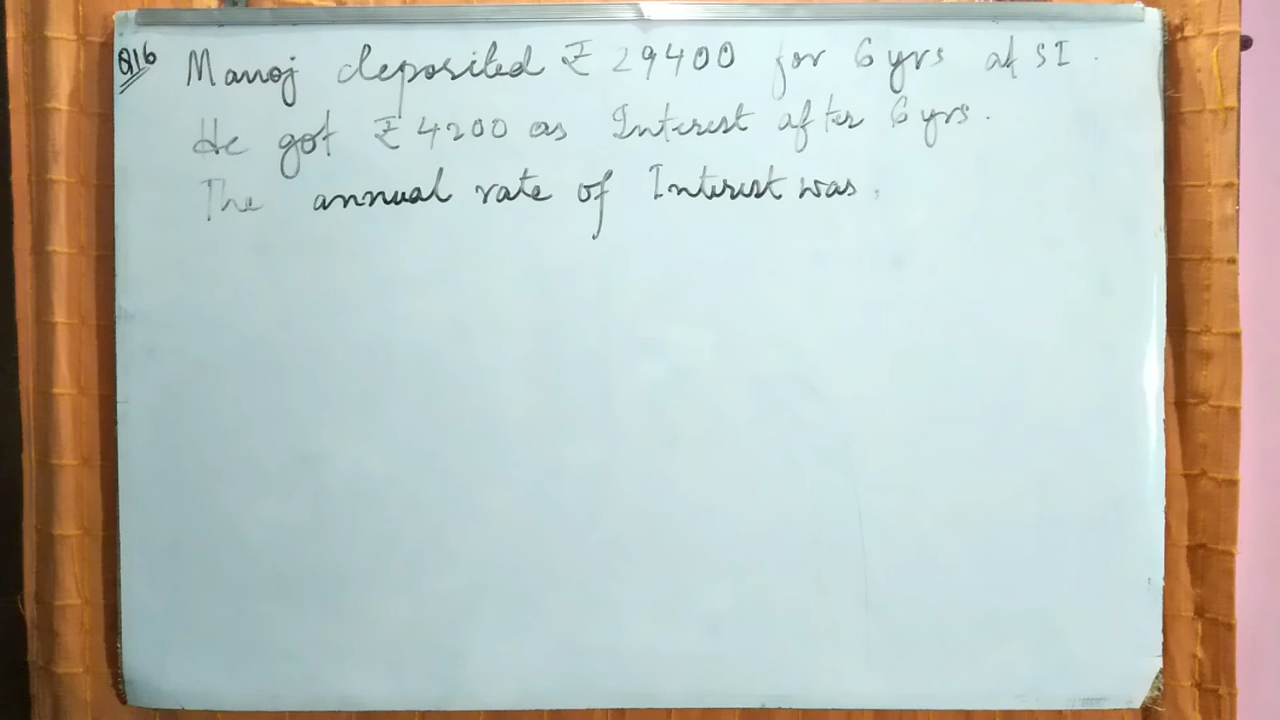 Q16 Manoj deposited ₹ 29400 for 6 yrs at SI.
He got ₹ 4200 as Interest after 6 yrs.
The annual rate of Interest was.